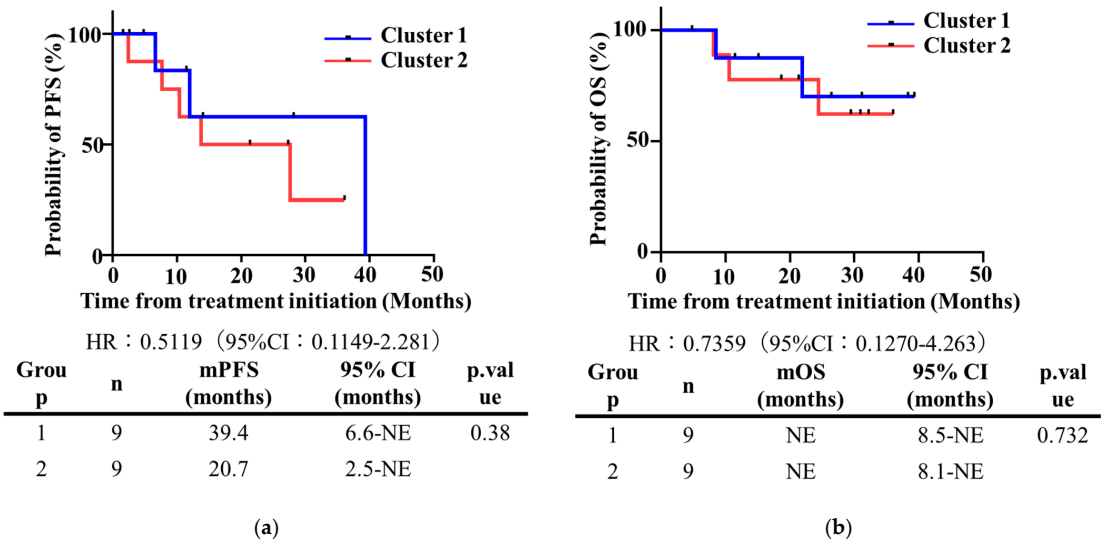 Probability of PFS (%)
100
50
0
Cluster 1
Cluster 2
0 10 20 30 40 50
Time from treatment initiation (Months)
HR：0.5119（95%CI：0.1149-2.281）
Grou
p n mPFS
(months) 95% CI
(months) p.val
ue
1 9 39.4 6.6-NE 0.38
2 9 20.7 2.5-NE
(a)
Probability of OS (%)
100
50
0
Cluster 1
Cluster 2
0 10 20 30 40 50
Time from treatment initiation (Months)
HR：0.7359（95%CI：0.1270-4.263）
Grou
p n mOS
(months) 95% CI
(months) p.val
ue
1 9 NE 8.5-NE 0.732
2 9 NE 8.1-NE
(b)